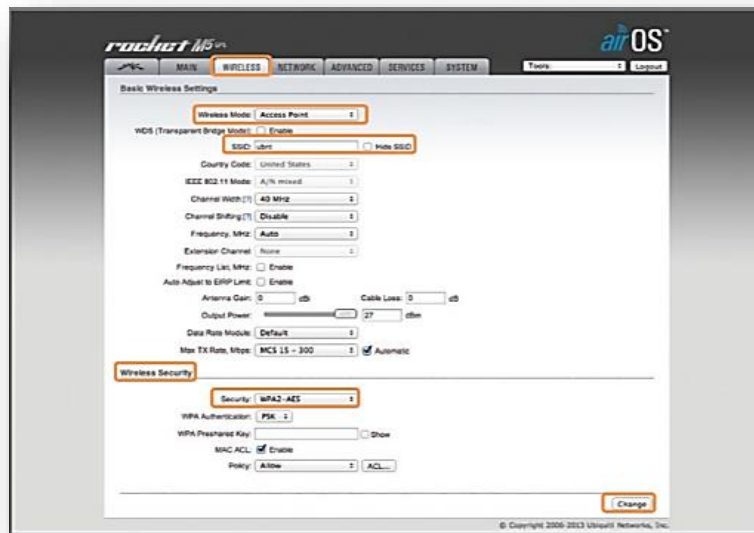 rocket M5 GPS
airOS™
MAIN WIRELESS NETWORK ADVANCED SERVICES SYSTEM Tools: Logout
Basic Wireless Settings
Wireless Mode: Access Point
WDS (Transparent Bridge Mode): Enable
SSID: ubnt Hide SSID
Country Code: United States
IEEE 802.11 Mode: A/N mixed
Channel Width:[?] 40 MHz
Channel Shifting:[?] Disable
Frequency, MHz: Auto
Extension Channel: None
Frequency List, MHz: Enable
Auto Adjust to EIRP Limit: Enable
Antenna Gain: 0 dBi Cable Loss: 0 dB
Output Power: 27 dBm
Data Rate Module: Default
Max TX Rate, Mbps: MCS 15 - 300 Automatic
Wireless Security
Security: WPA2-AES
WPA Authentication: PSK
WPA Preshared Key: Show
MAC ACL: Enable
Policy: Allow ACL...
Change
© Copyright 2006-2013 Ubiquiti Networks, Inc.